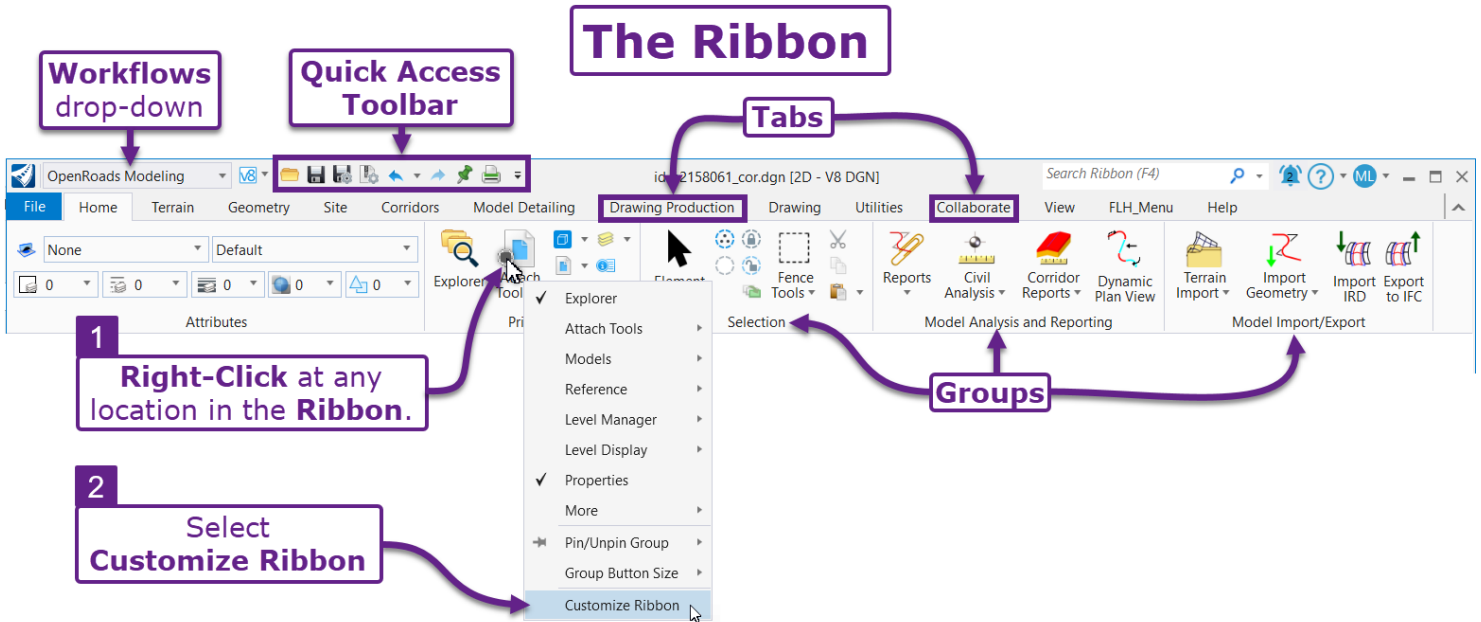 The Ribbon
Workflows
drop-down
Quick Access
Toolbar
Tabs
OpenRoads Modeling
V8
2158061_cor.dgn [2D - V8 DGN]
Search Ribbon (F4)
2
?
ML
File Home Terrain Geometry Site Corridors Model Detailing Drawing Production Drawing Utilities Collaborate View FLH_Menu Help
None Default
0 0 0 0 0
Explorer
Attach
Tools
Element
Fence
Tools
Reports
Civil
Analysis
Corridor
Reports
Dynamic
Plan View
Terrain
Import
Import
Geometry
Import
IRD
Export
to IFC
Attributes
Selection
Model Analysis and Reporting
Model Import/Export
1
Right-Click at any
location in the Ribbon.
Groups
Explorer
Attach Tools
Models
Reference
Level Manager
Level Display
Properties
More
Pin/Unpin Group
Group Button Size
Customize Ribbon
2
Select
Customize Ribbon